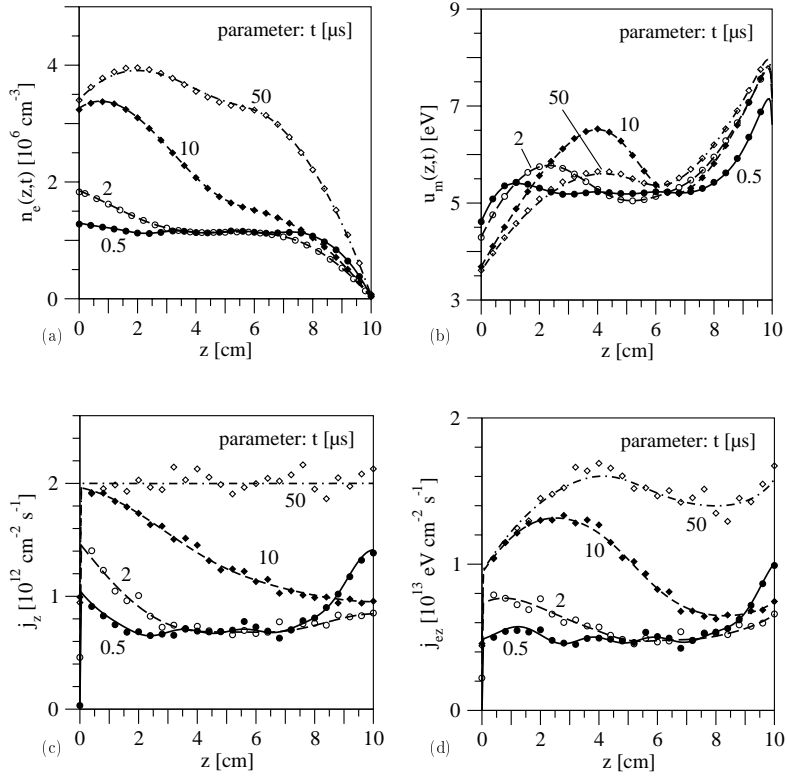 parameter: t [μs]
n_e(z,t) [10^6 cm^-3]
4
2
0
50
10
2
0.5
0 2 4 6 8 10
(a)
z [cm]
parameter: t [μs]
u_m(z,t) [eV]
9
7
5
3
50
10
2
0.5
0 2 4 6 8 10
(b)
z [cm]
parameter: t [μs]
j_z [10^12 cm^-2 s^-1]
2
1
0
50
10
2
0.5
0 2 4 6 8 10
(c)
z [cm]
parameter: t [μs]
j_ez [10^13 eV cm^-2 s^-1]
2
1
0
50
10
2
0.5
0 2 4 6 8 10
(d)
z [cm]